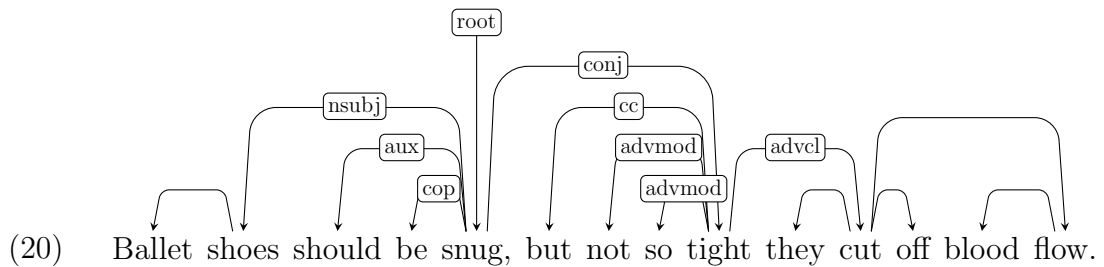 root
conj
nsubj
cc
aux
advmod
advcl
cop
advmod
(20) Ballet shoes should be snug, but not so tight they cut off blood flow.